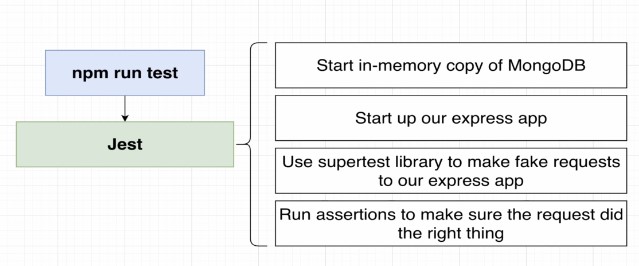 npm run test
Jest
Start in-memory copy of MongoDB
Start up our express app
Use supertest library to make fake requests
to our express app
Run assertions to make sure the request did
the right thing